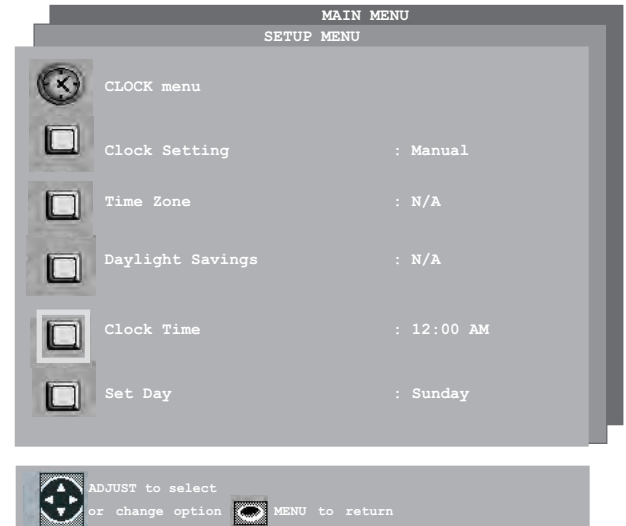 MAIN MENU
SETUP MENU
CLOCK menu
Clock Setting : Manual
Time Zone : N/A
Daylight Savings : N/A
Clock Time : 12:00 AM
Set Day : Sunday
ADJUST to select
or change option MENU to return